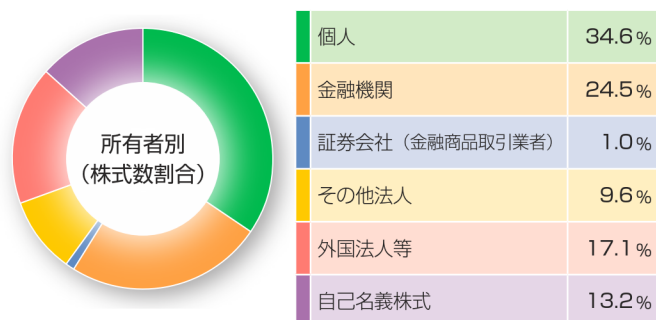 所有者別
（株式数割合）
個人 34.6%
金融機関 24.5%
証券会社（金融商品取引業者） 1.0%
その他法人 9.6%
外国法人等 17.1%
自己名義株式 13.2%